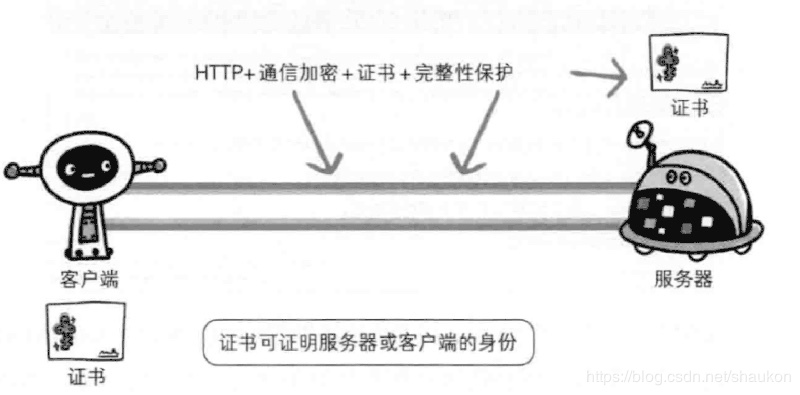 HTTP+通信加密+证书+完整性保护
证书
客户端
服务器
证书
证书可证明服务器或客户端的身份
https://blog.csdn.net/shaukon